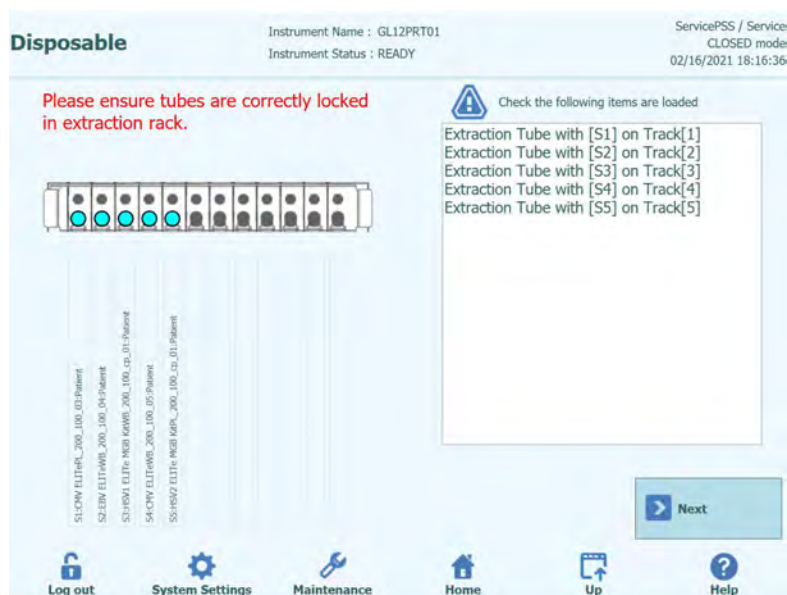 Disposable
Instrument Name : GL12PRT01
Instrument Status : READY
ServicePSS / Service
CLOSED mode
02/16/2021 18:16:36
Please ensure tubes are correctly locked
in extraction rack.
Check the following items are loaded
Extraction Tube with [S1] on Track[1]
Extraction Tube with [S2] on Track[2]
Extraction Tube with [S3] on Track[3]
Extraction Tube with [S4] on Track[4]
Extraction Tube with [S5] on Track[5]
S1:CMV ELITePL_200_100_03:Patient
S2:EBV ELITeWB_200_100_04:Patient
S3:HSV1 ELITe MGB KitWB_200_100_cp_01:Patient
S4:CMV ELITeWB_200_100_05:Patient
S5:HSV2 ELITe MGB KitPL_200_100_cp_01:Patient
Next
Log out
System Settings
Maintenance
Home
Up
Help